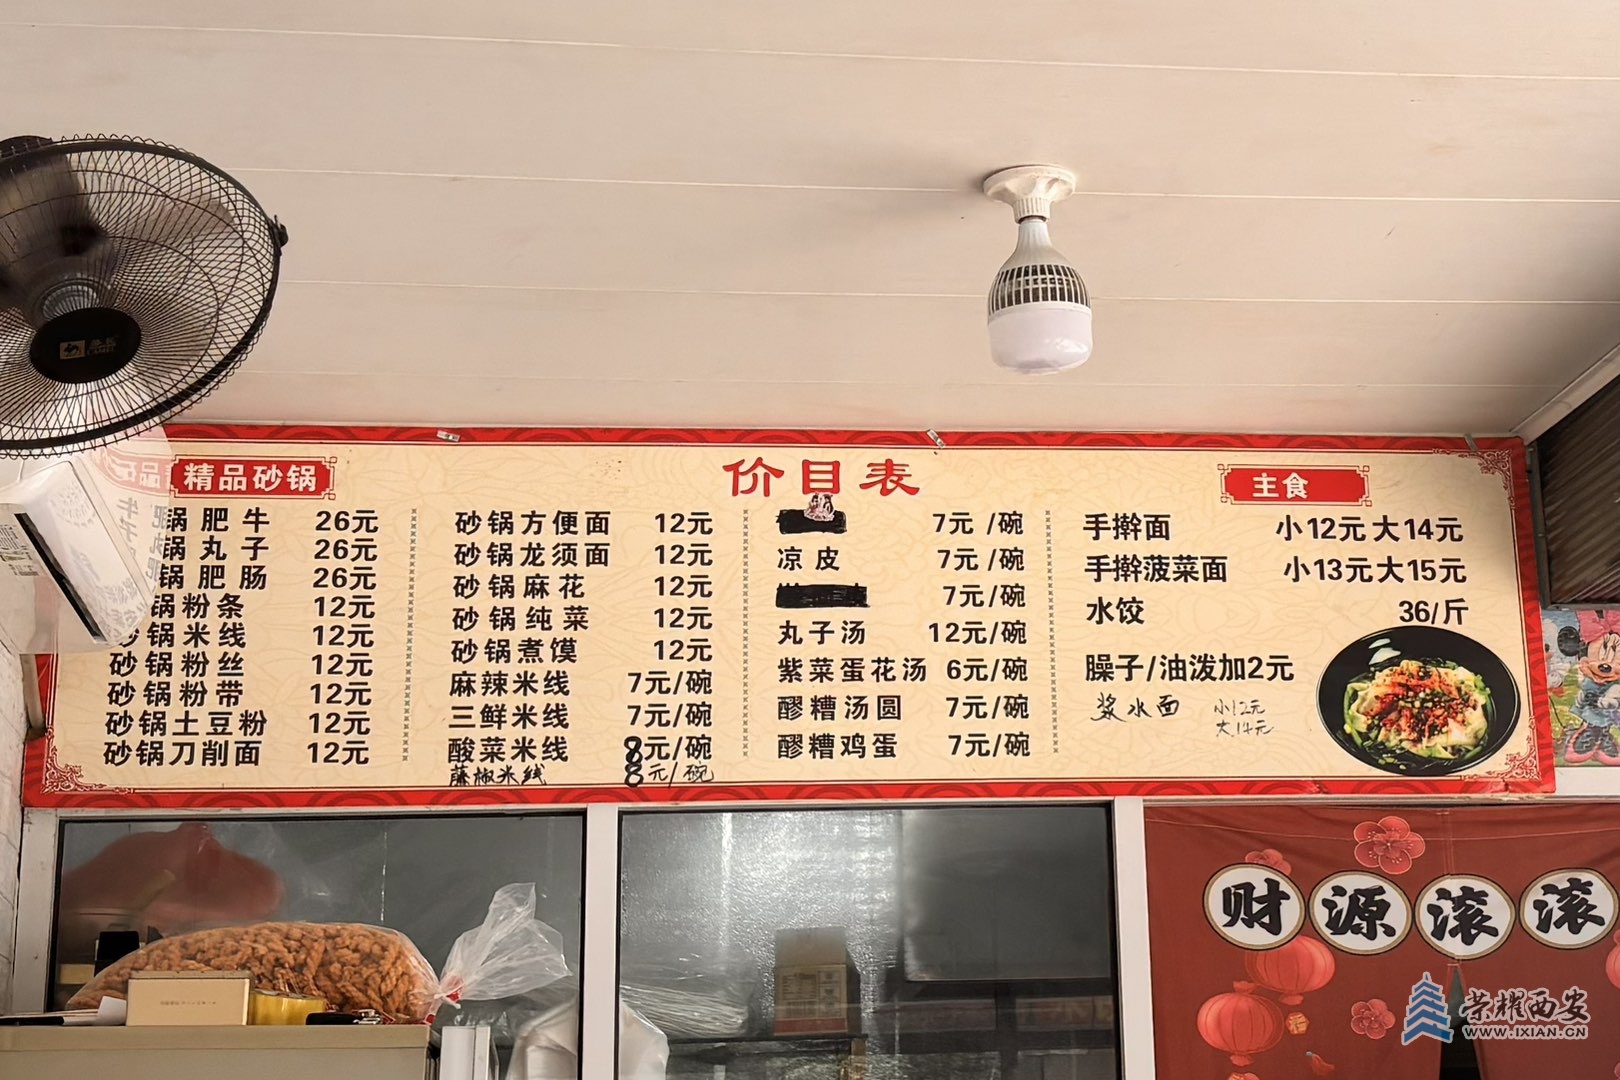 价目表
精品砂锅
锅肥牛 26元
锅丸子 26元
锅肥肠 26元
锅粉条 12元
砂锅米线 12元
砂锅粉丝 12元
砂锅粉带 12元
砂锅土豆粉 12元
砂锅刀削面 12元
砂锅方便面 12元
砂锅龙须面 12元
砂锅麻花 12元
砂锅纯菜 12元
砂锅煮馍 12元
麻辣米线 7元/碗
三鲜米线 7元/碗
酸菜米线 8元/碗
藤椒米线 8元/碗
7元/碗
凉皮 7元/碗
7元/碗
丸子汤 12元/碗
紫菜蛋花汤 6元/碗
醪糟汤圆 7元/碗
醪糟鸡蛋 7元/碗
主食
手擀面 小12元大14元
手擀菠菜面 小13元大15元
水饺 36/斤
臊子/油泼加2元
浆水面 小12元
大14元
财源滚滚
荣耀西安
WWW.IXIAN.CN